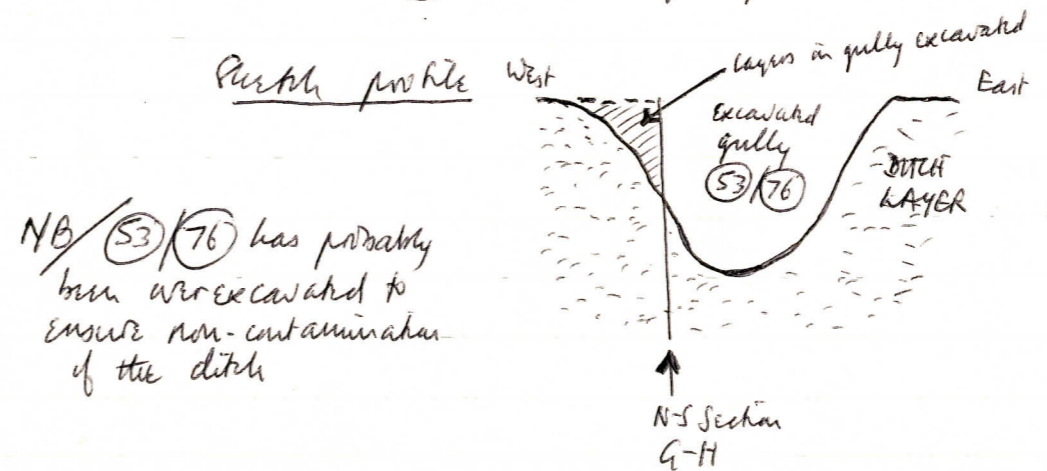 Sketch profile
West
layers in gully excavated
East
Excavated
gully
53/76
DITCH
LAYER
NB/ 53/76 has probably
been overexcavated to
ensure non-contamination
of the ditch
N-S Section
G-H